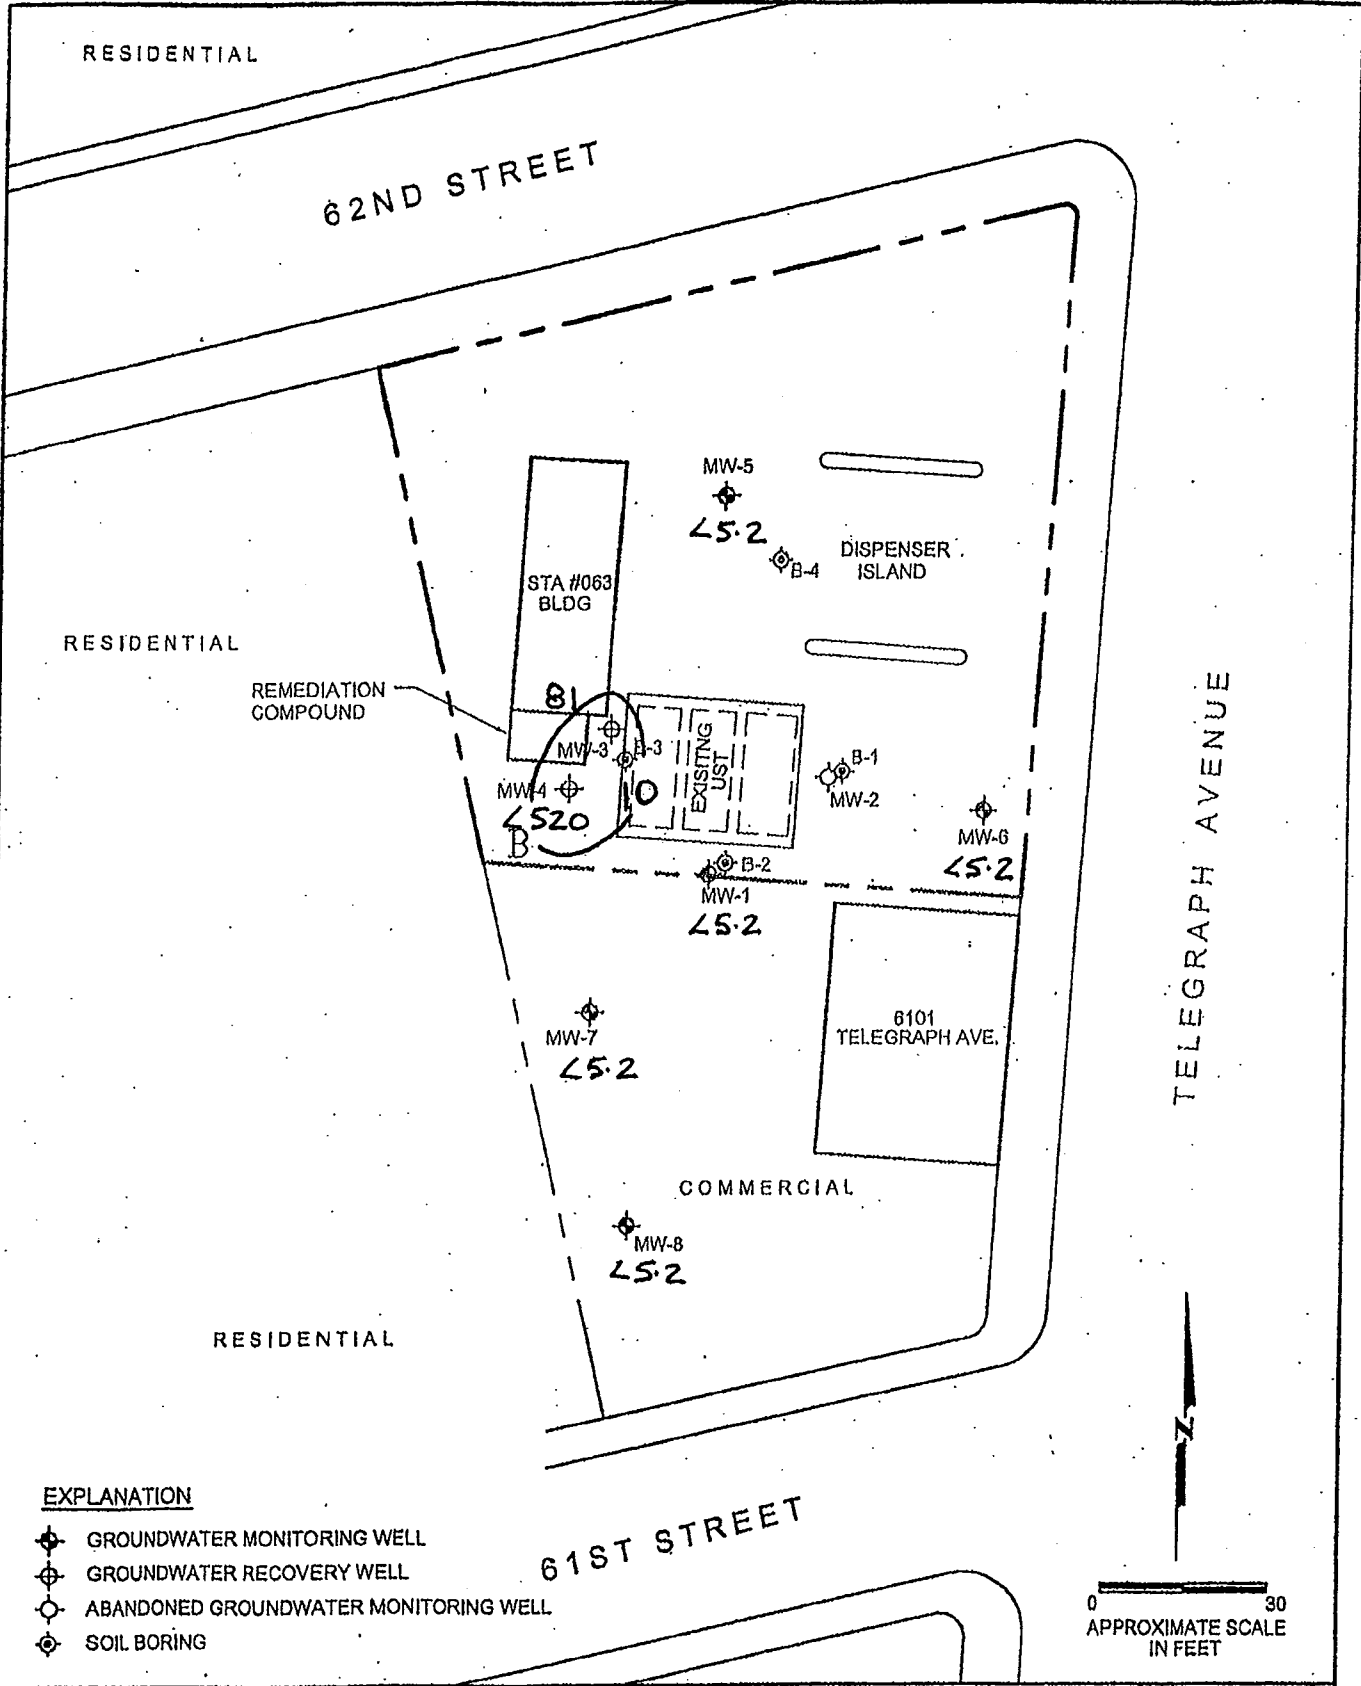 RESIDENTIAL
62ND STREET
MW-5
<5.2
DISPENSER
ISLAND
B-4
STA #063
BLDG
RESIDENTIAL
REMEDIATION
COMPOUND
81
MW-3
B-3
EXISITNG
UST
B-1
MW-2
MW-4
10
<520
B
MW-6
<5.2
B-2
MW-1
<5.2
TELEGRAPH AVENUE
6101
TELEGRAPH AVE.
MW-7
<5.2
COMMERCIAL
MW-8
<5.2
RESIDENTIAL
Z
EXPLANATION
GROUNDWATER MONITORING WELL
GROUNDWATER RECOVERY WELL
ABANDONED GROUNDWATER MONITORING WELL
SOIL BORING
61ST STREET
0 30
APPROXIMATE SCALE
IN FEET